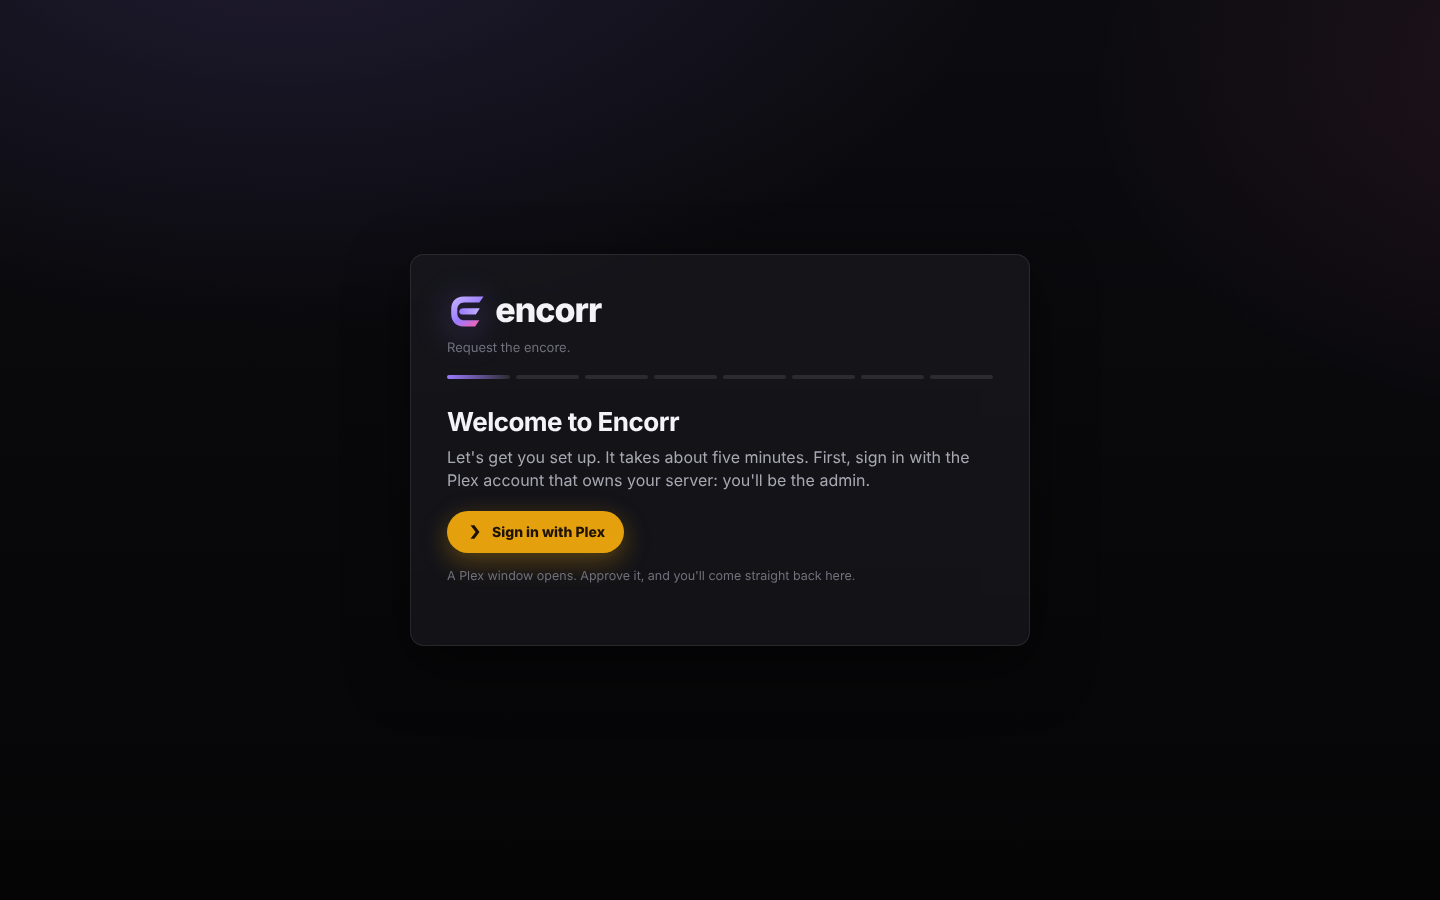 encorr
Request the encore.
Welcome to Encorr
Let's get you set up. It takes about five minutes. First, sign in with the
Plex account that owns your server: you'll be the admin.
Sign in with Plex
A Plex window opens. Approve it, and you'll come straight back here.